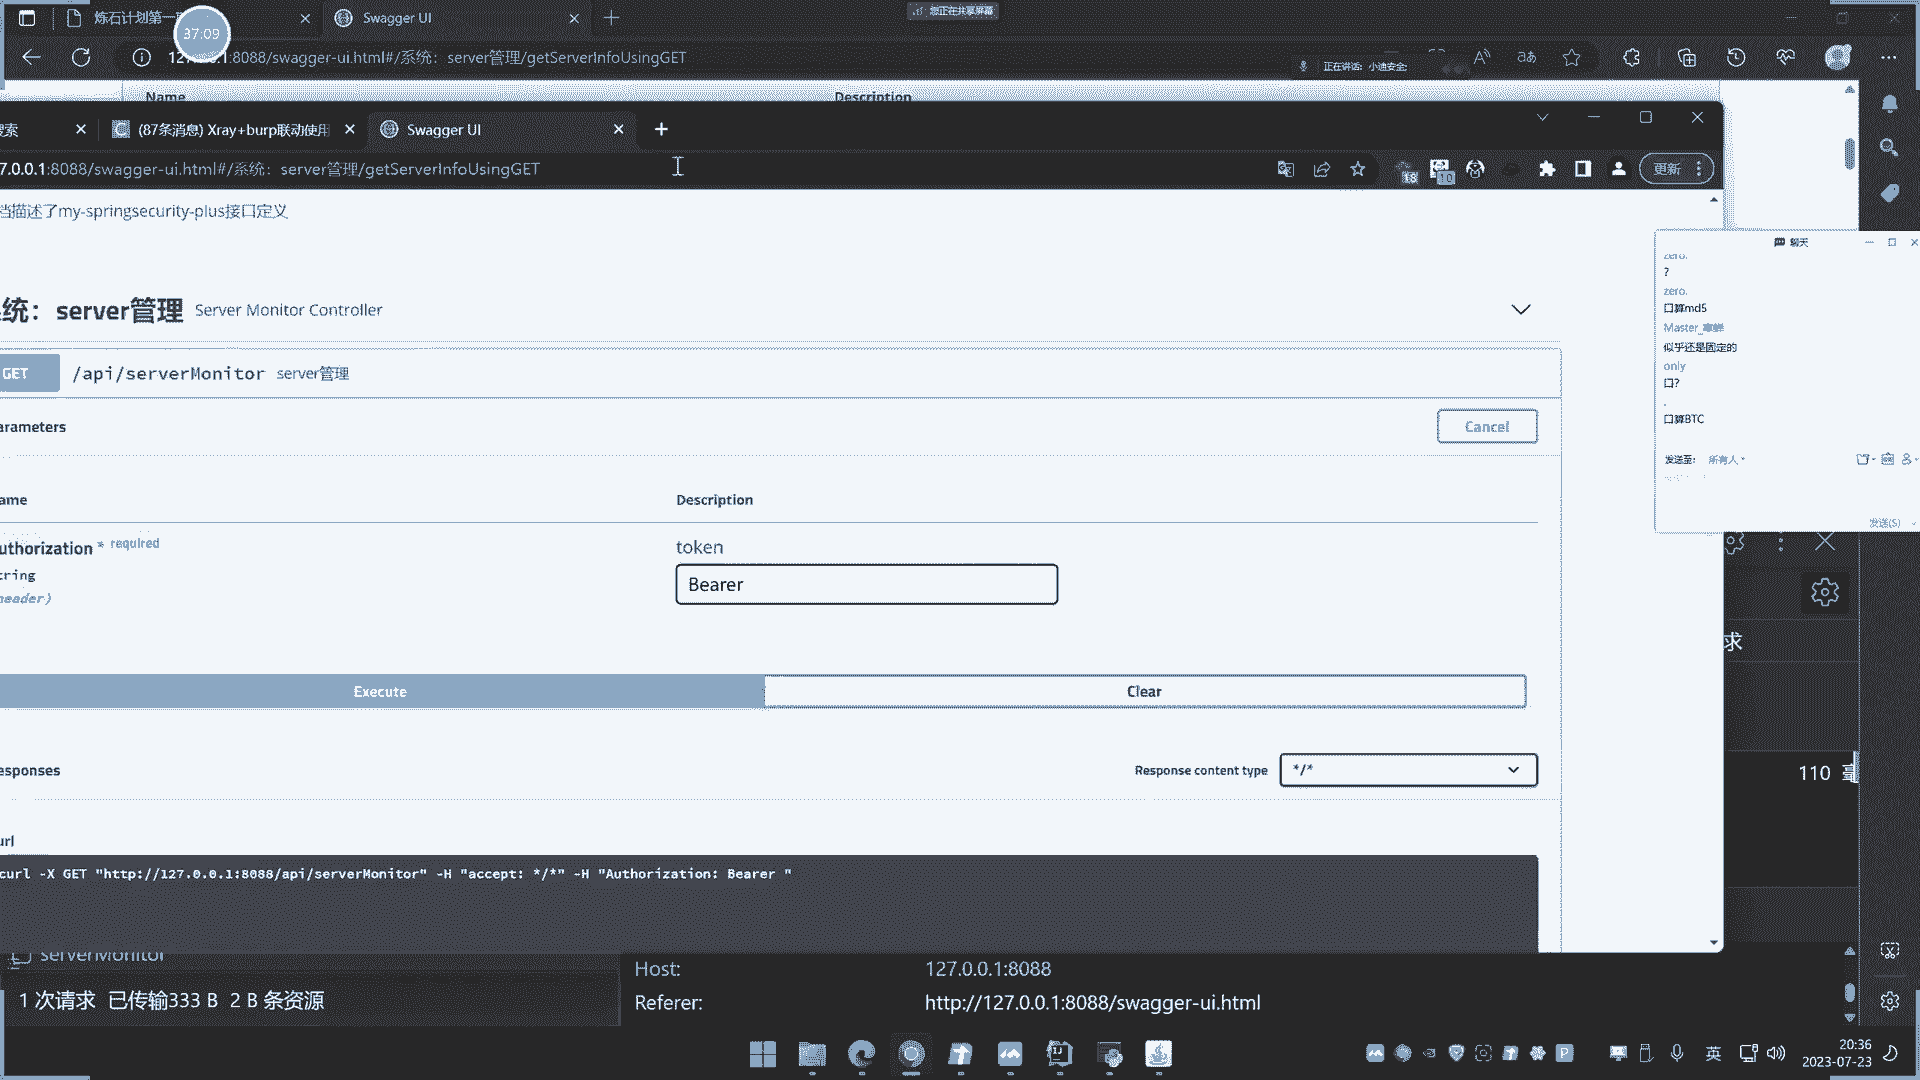 炼石计划第一
Swagger UI
您正在共享屏幕
37:09
:8088/swagger-ui.html#/系统：server管理/getServerInfoUsingGET
正在讲话: 小迪安全;
Name
Description
搜索
(87条消息) Xray+burp联动使用
Swagger UI
7.0.0.1:8088/swagger-ui.html#/系统：server管理/getServerInfoUsingGET
18
10
更新
档描述了my-springsecurity-plus接口定义
统：server管理
Server Monitor Controller
GET
/api/serverMonitor
server管理
arameters
Cancel
ame
Description
uthorization * required
token
tring
header)
Bearer
Execute
Clear
esponses
Response content type
*/*
url
curl -X GET "http://127.0.0.1:8088/api/serverMonitor" -H "accept: */*" -H "Authorization: Bearer "
聊天
zero.
?
zero.
口算md5
Master_
似乎还是固定的
only
口?
.
口算BTC
发送至:
所有人
发送(S)
求
110 毫
serverMonitor
1 次请求
已传输333 B
2 B 条资源
Host:
127.0.0.1:8088
Referer:
http://127.0.0.1:8088/swagger-ui.html
英
20:36
2023-07-23